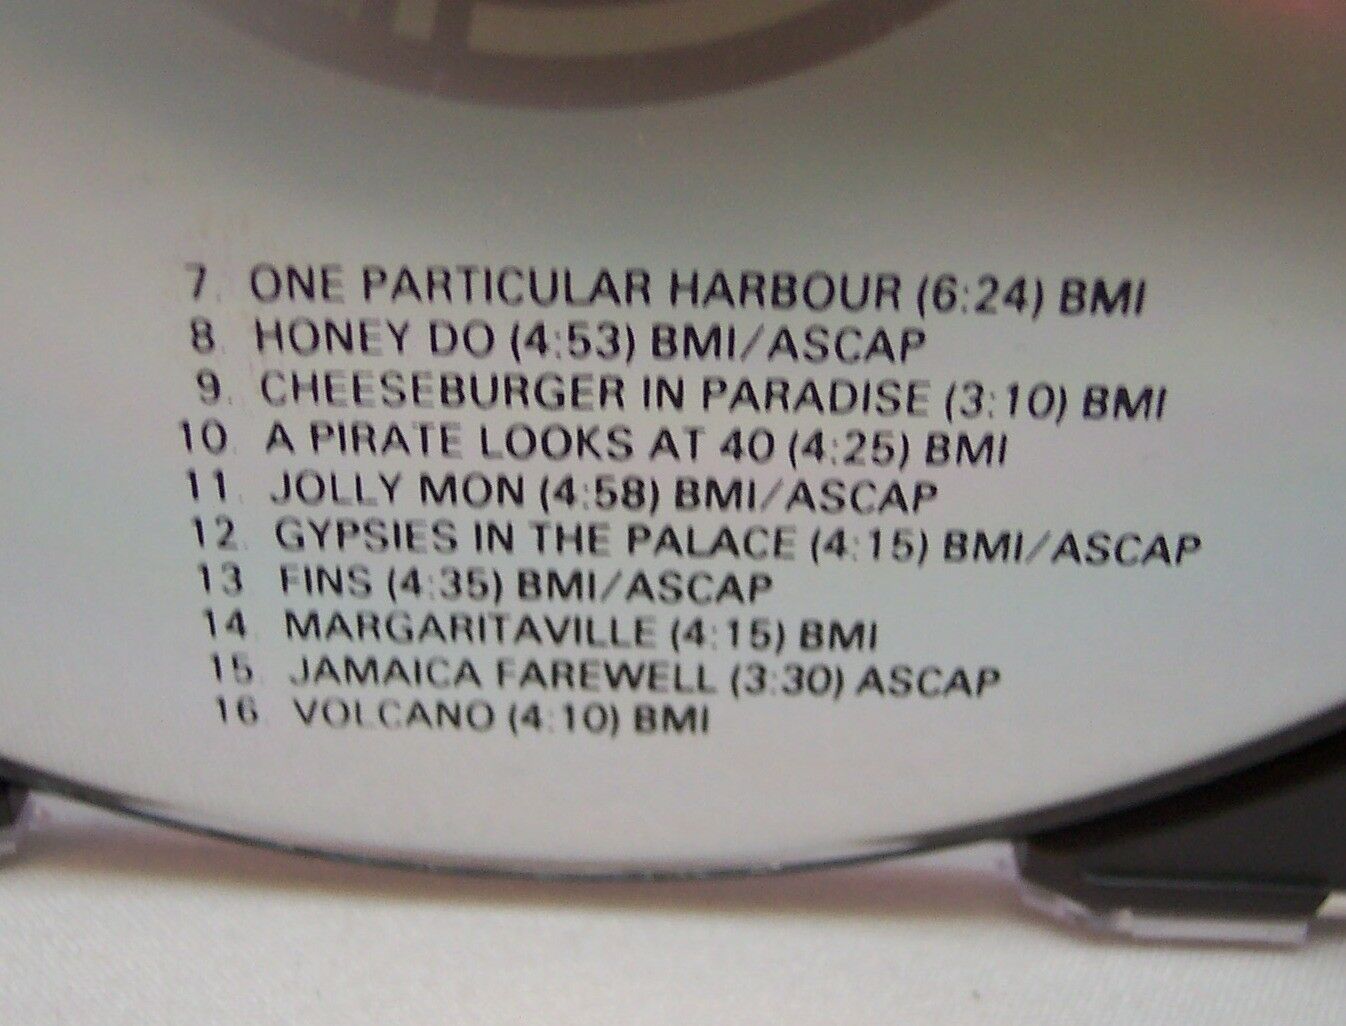 7. ONE PARTICULAR HARBOUR (6:24) BMI
8. HONEY DO (4:53) BMI/ASCAP
9. CHEESEBURGER IN PARADISE (3:10) BMI
10. A PIRATE LOOKS AT 40 (4:25) BMI
11. JOLLY MON (4:58) BMI/ASCAP
12. GYPSIES IN THE PALACE (4:15) BMI/ASCAP
13. FINS (4:35) BMI/ASCAP
14. MARGARITAVILLE (4:15) BMI
15. JAMAICA FAREWELL (3:30) ASCAP
16. VOLCANO (4:10) BMI